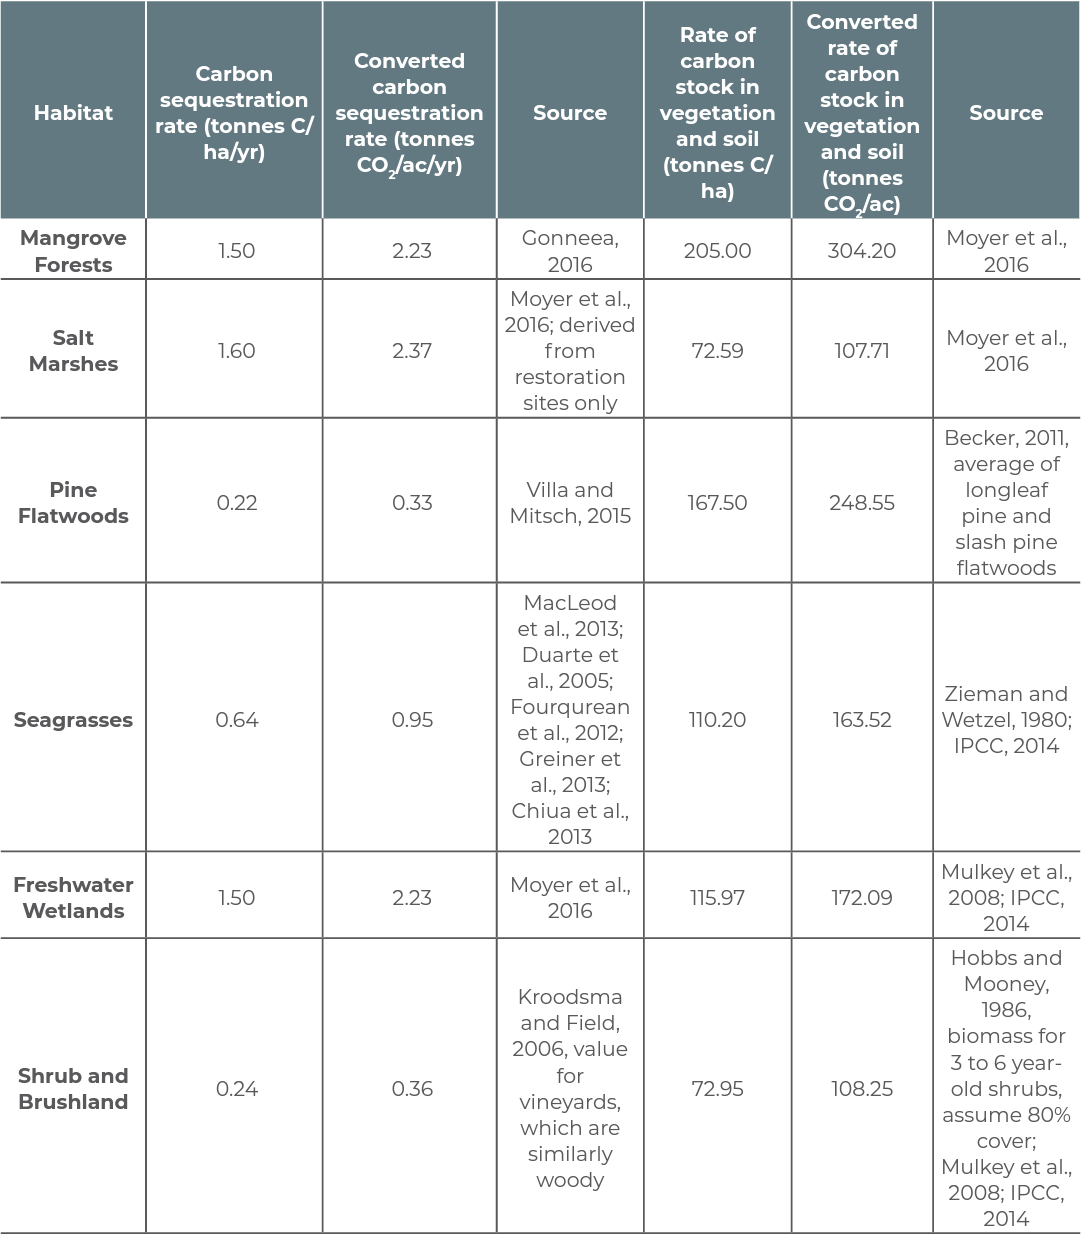 Habitat
Carbon
sequestration
rate (tonnes C/
ha/yr)
Converted
carbon
sequestration
rate (tonnes
CO2/ac/yr)
Source
Rate of
carbon
stock in
vegetation
and soil
(tonnes C/
ha)
Converted
rate of
carbon
stock in
vegetation
and soil
(tonnes
CO2/ac)
Source
Mangrove
Forests
1.50
2.23
Gonneea,
2016
205.00
304.20
Moyer et al.,
2016
Salt
Marshes
1.60
2.37
Moyer et al.,
2016; derived
from
restoration
sites only
72.59
107.71
Moyer et al.,
2016
Pine
Flatwoods
0.22
0.33
Villa and
Mitsch, 2015
167.50
248.55
Becker, 2011,
average of
longleaf
pine and
slash pine
flatwoods
Seagrasses
0.64
0.95
MacLeod
et al., 2013;
Duarte et
al., 2005;
Fourqurean
et al., 2012;
Greiner et
al., 2013;
Chiua et al.,
2013
110.20
163.52
Zieman and
Wetzel, 1980;
IPCC, 2014
Freshwater
Wetlands
1.50
2.23
Moyer et al.,
2016
115.97
172.09
Mulkey et al.,
2008; IPCC,
2014
Shrub and
Brushland
0.24
0.36
Kroodsma
and Field,
2006, value
for
vineyards,
which are
similarly
woody
72.95
108.25
Hobbs and
Mooney,
1986,
biomass for
3 to 6 year-
old shrubs,
assume 80%
cover;
Mulkey et al.,
2008; IPCC,
2014